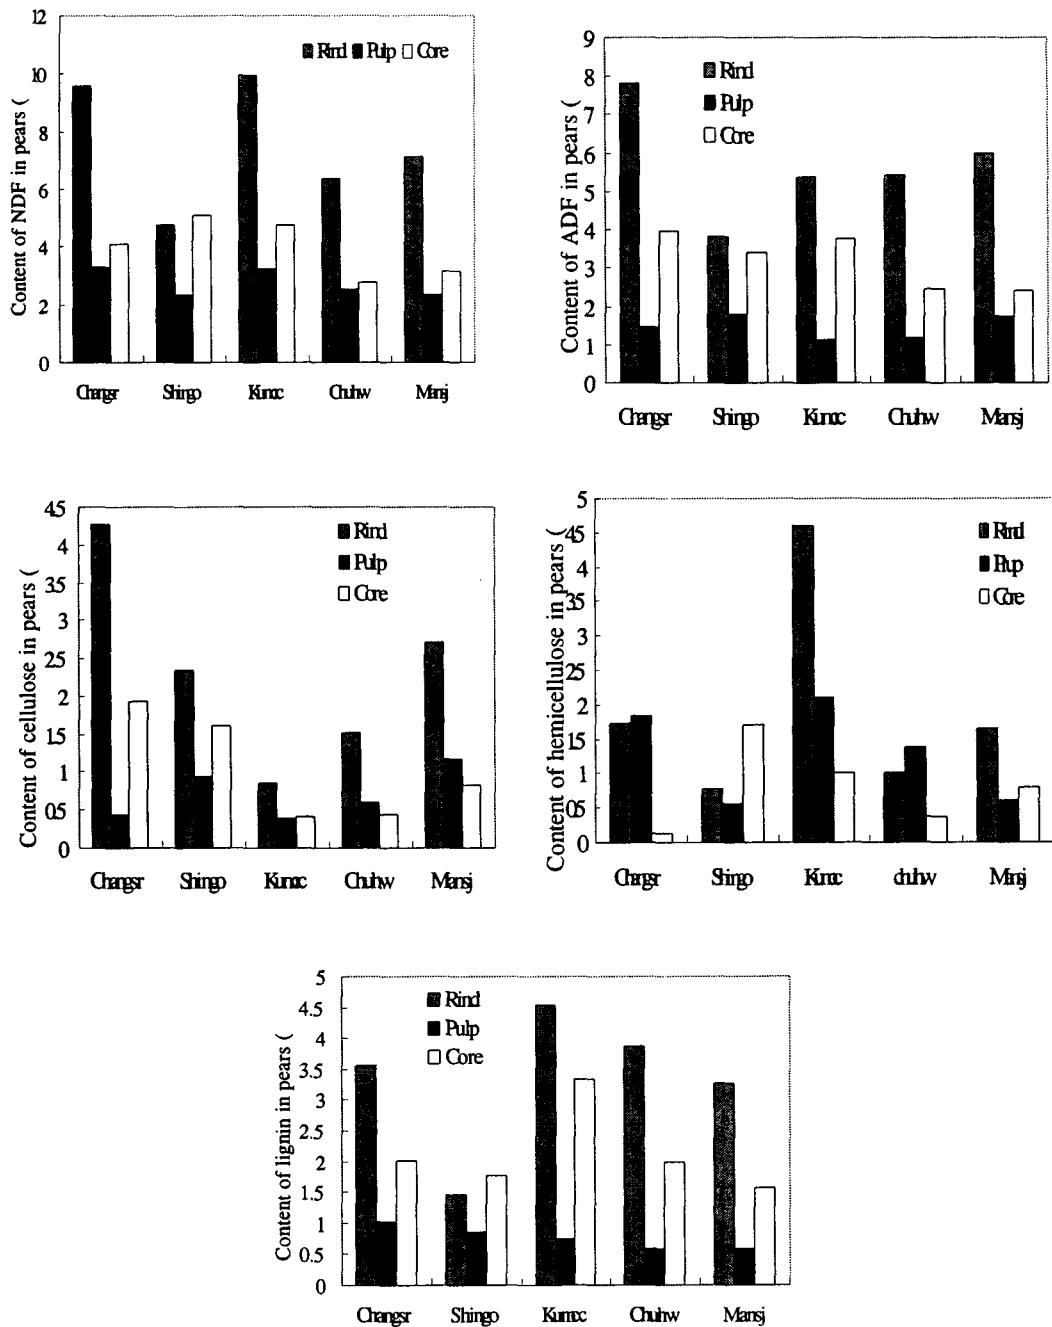 Content of NDF in pears (
12
10
8
6
4
2
0
Rind Pulp Core
Changsr Shingo Kumcc Chuhw Mansj
Content of ADF in pears (
9
8
7
6
5
4
3
2
1
0
Rind
Pulp
Core
Changsr Shingo Kumcc Chuhw Mansj
Content of cellulose in pears (
4.5
4
3.5
3
2.5
2
1.5
1
0.5
0
Rind
Pulp
Core
Changsr Shingo Kumcc Chuhw Mansj
Content of hemicellulose in pears (
5
4.5
4
3.5
3
2.5
2
1.5
1
0.5
0
Rind
Pup
Core
Changsr Shingo Kumcc chuhw Mansj
Content of lignin in pears (
5
4.5
4
3.5
3
2.5
2
1.5
1
0.5
0
Rind
Pulp
Core
Changsr Shingo Kumcc Chuhw Mansj